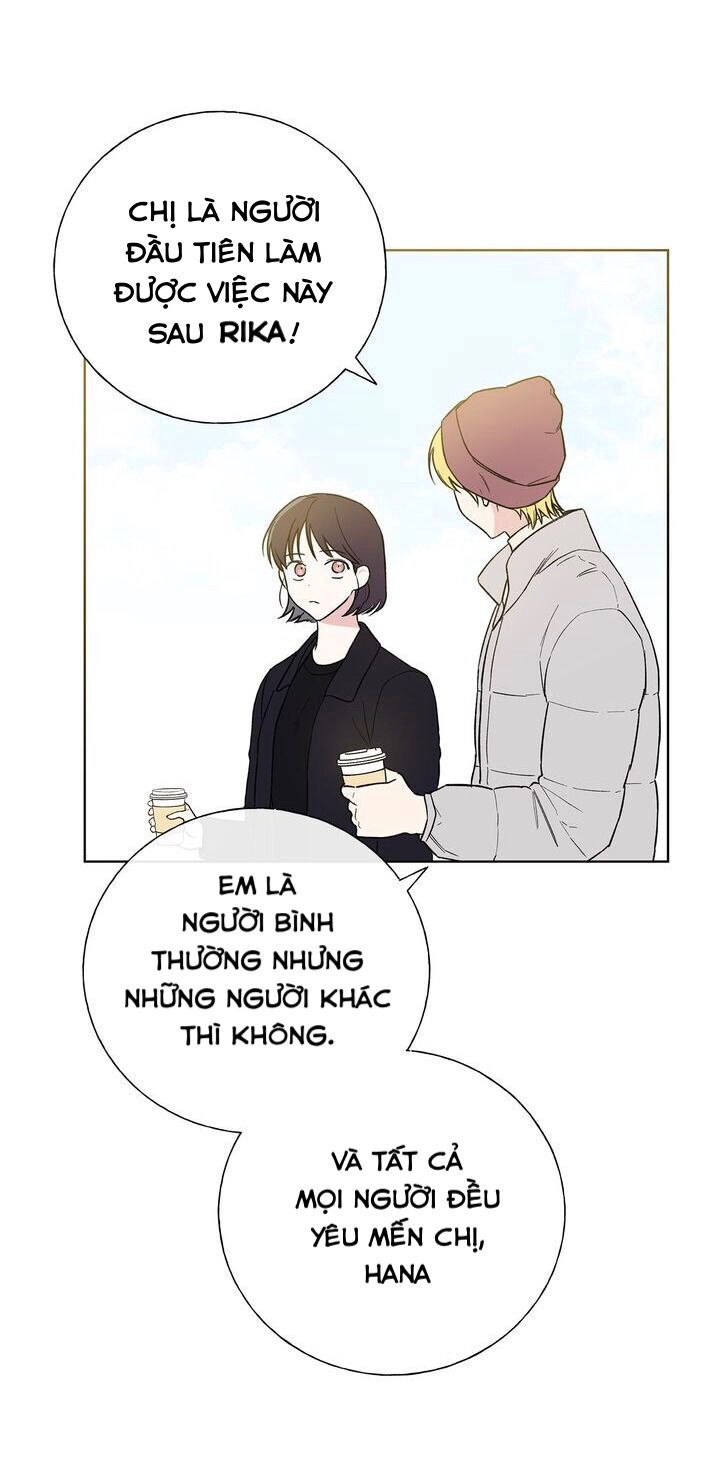 CHỊ LÀ NGƯỜI
ĐẦU TIÊN LÀM
ĐƯỢC VIỆC NÀY
SAU RIKA!
EM LÀ
NGƯỜI BÌNH
THƯỜNG NHƯNG
NHỮNG NGƯỜI KHÁC
THÌ KHÔNG.
VÀ TẤT CẢ
MỌI NGƯỜI ĐỀU
YÊU MẾN CHỊ,
HANA